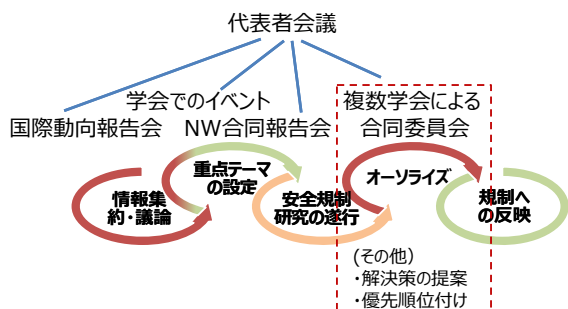 代表者会議
学会でのイベント
複数学会による
国際動向報告会
NW合同報告会
合同委員会
重点テーマ
の設定
オーソライズ
情報集
約・議論
安全規制
研究の遂行
規制へ
の反映
(その他)
・解決策の提案
・優先順位付け